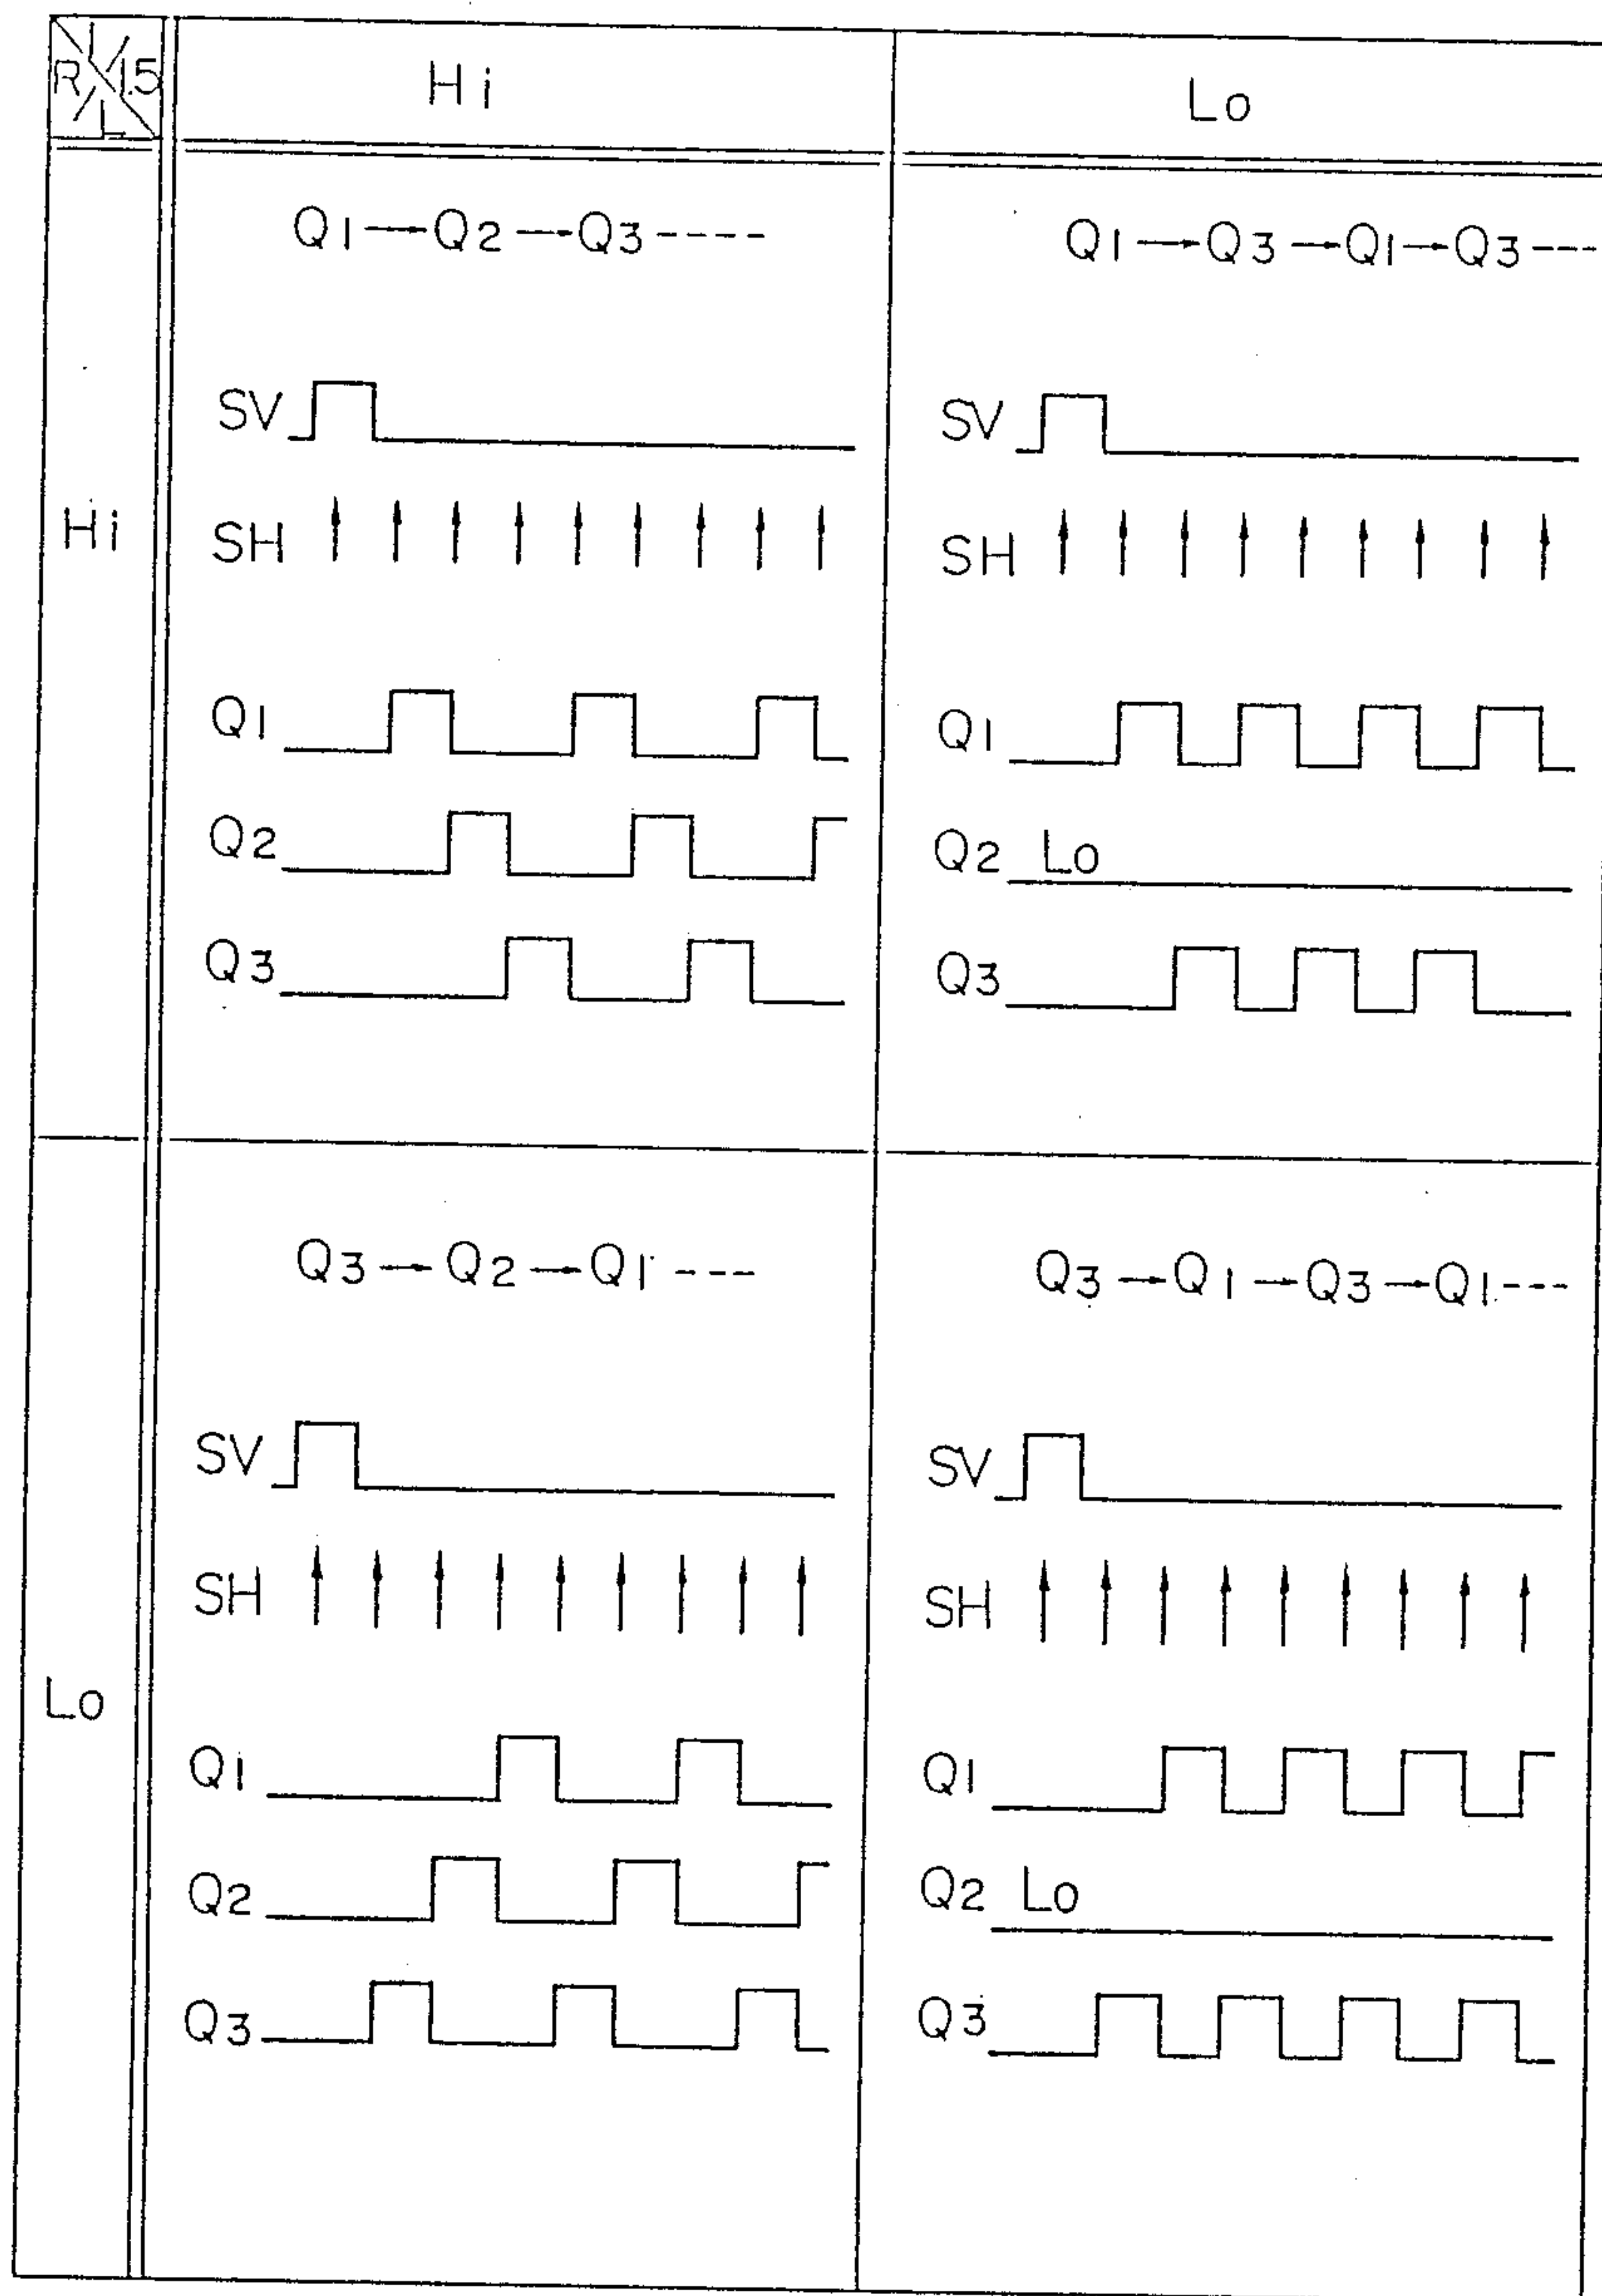 1/1.5
R/L
Hi
Lo
Hi
Q1→Q2→Q3----
SV
SH
Q1
Q2
Q3
Q1→Q3→Q1→Q3---
SV
SH
Q1
Q2 Lo
Q3
Lo
Q3→Q2→Q1---
SV
SH
Q1
Q2
Q3
Q3→Q1→Q3→Q1---
SV
SH
Q1
Q2 Lo
Q3